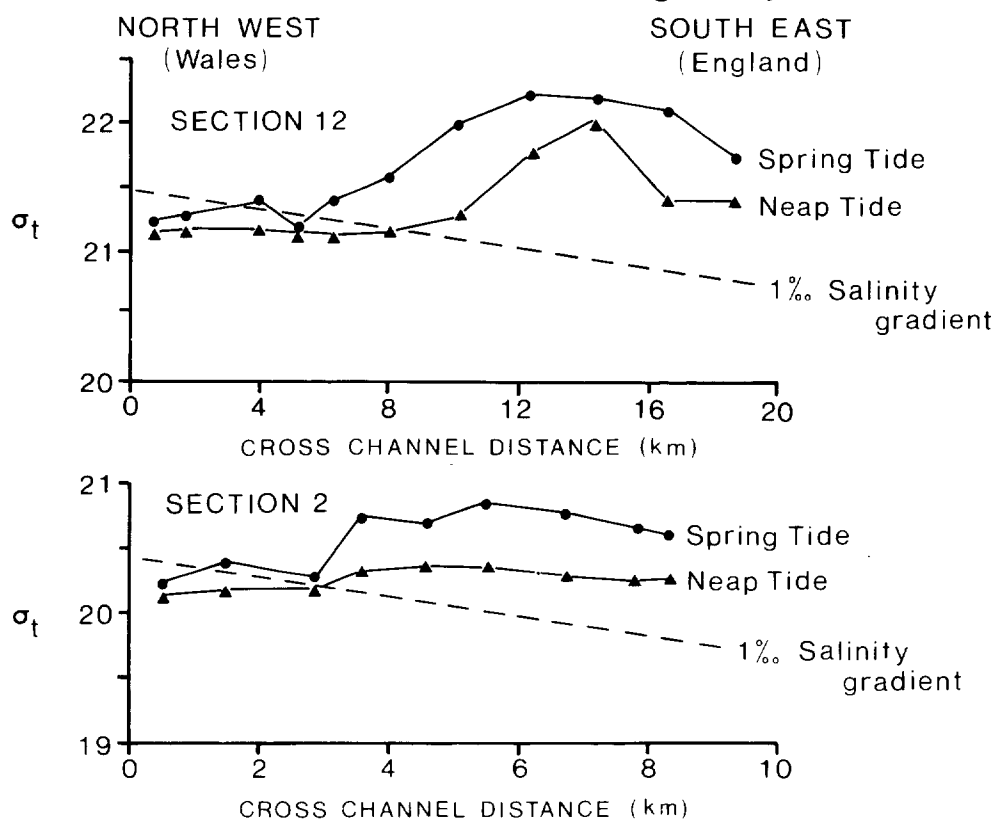 NORTH WEST
(Wales)
SOUTH EAST
(England)
SECTION 12
22
21
20
σt
Spring Tide
Neap Tide
1‰ Salinity
gradient
0 4 8 12 16 20
CROSS CHANNEL DISTANCE (km)
SECTION 2
21
20
19
σt
Spring Tide
Neap Tide
1‰ Salinity
gradient
0 2 4 6 8 10
CROSS CHANNEL DISTANCE (km)